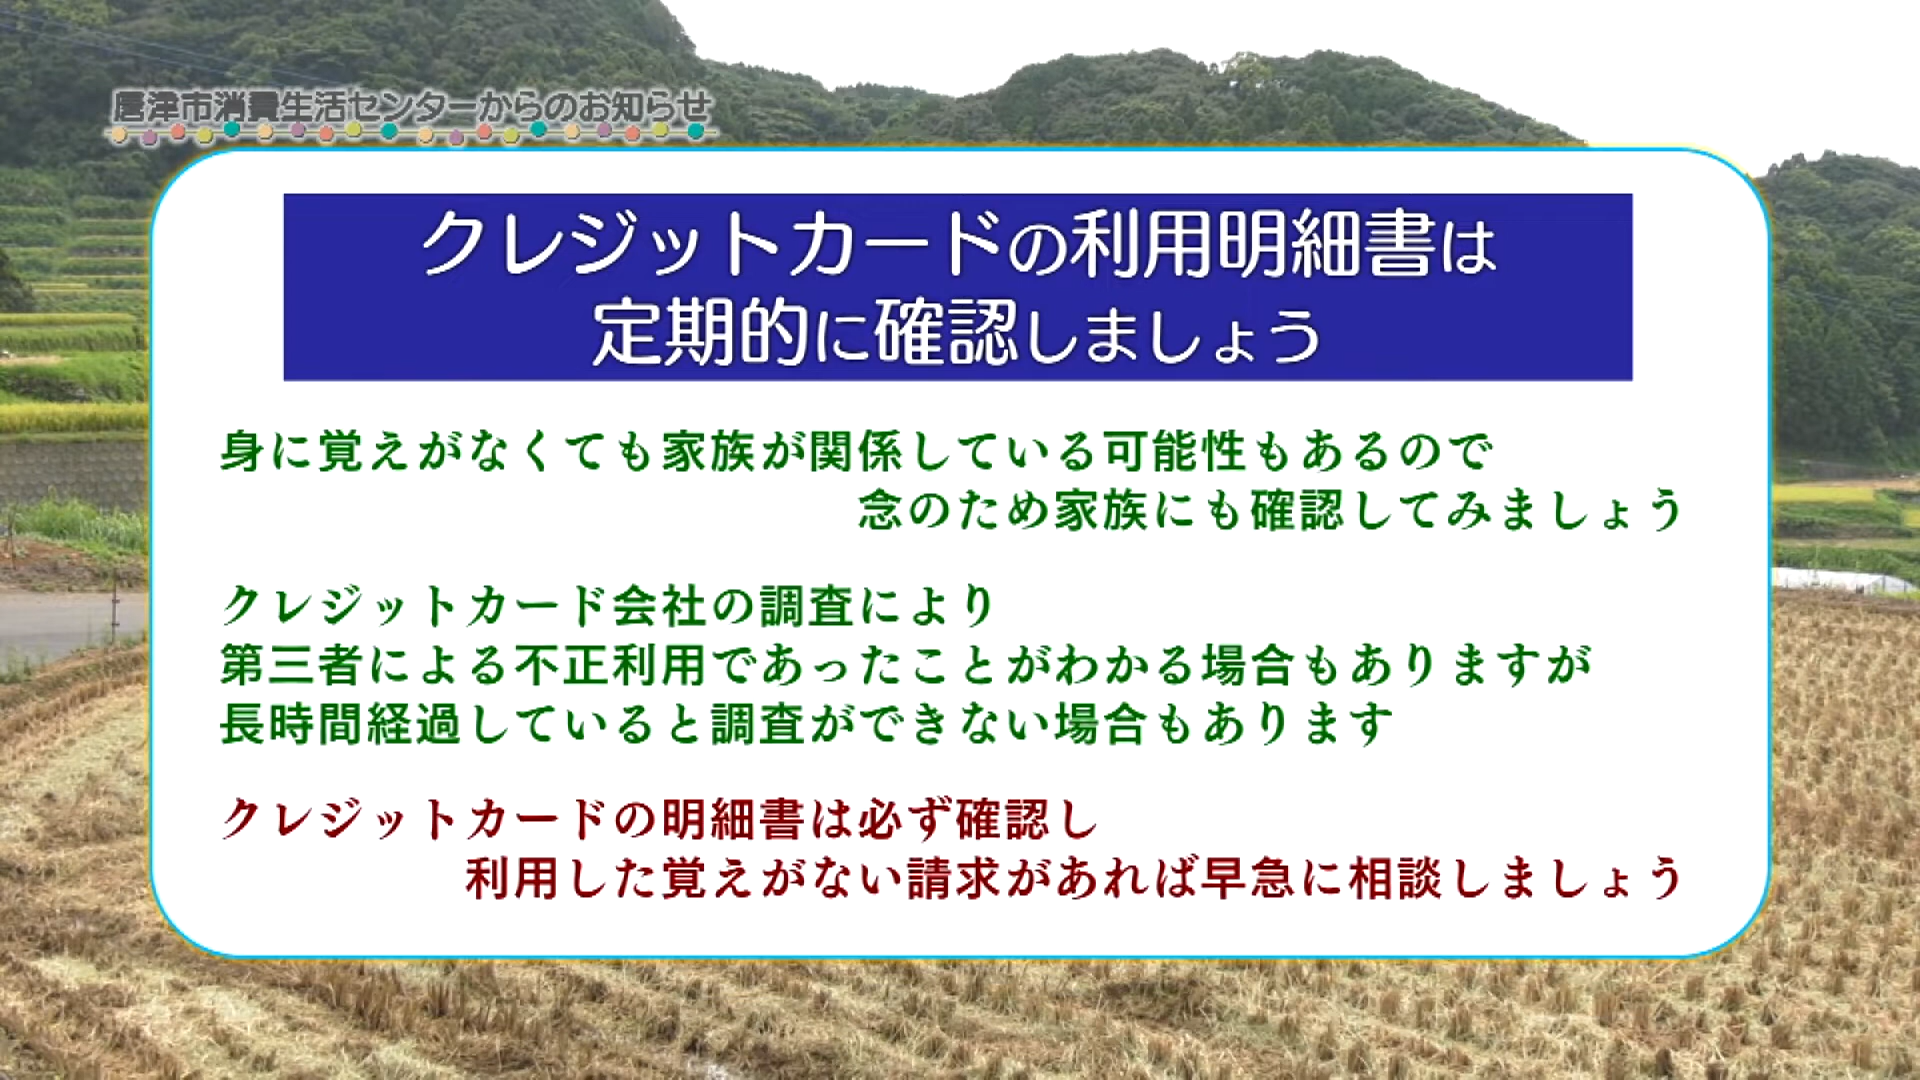 唐津市消費生活センターからのお知らせ
クレジットカードの利用明細書は
定期的に確認しましょう
身に覚えがなくても家族が関係している可能性もあるので
念のため家族にも確認してみましょう
クレジットカード会社の調査により
第三者による不正利用であったことがわかる場合もありますが
長時間経過していると調査ができない場合もあります
クレジットカードの明細書は必ず確認し
利用した覚えがない請求があれば早急に相談しましょう